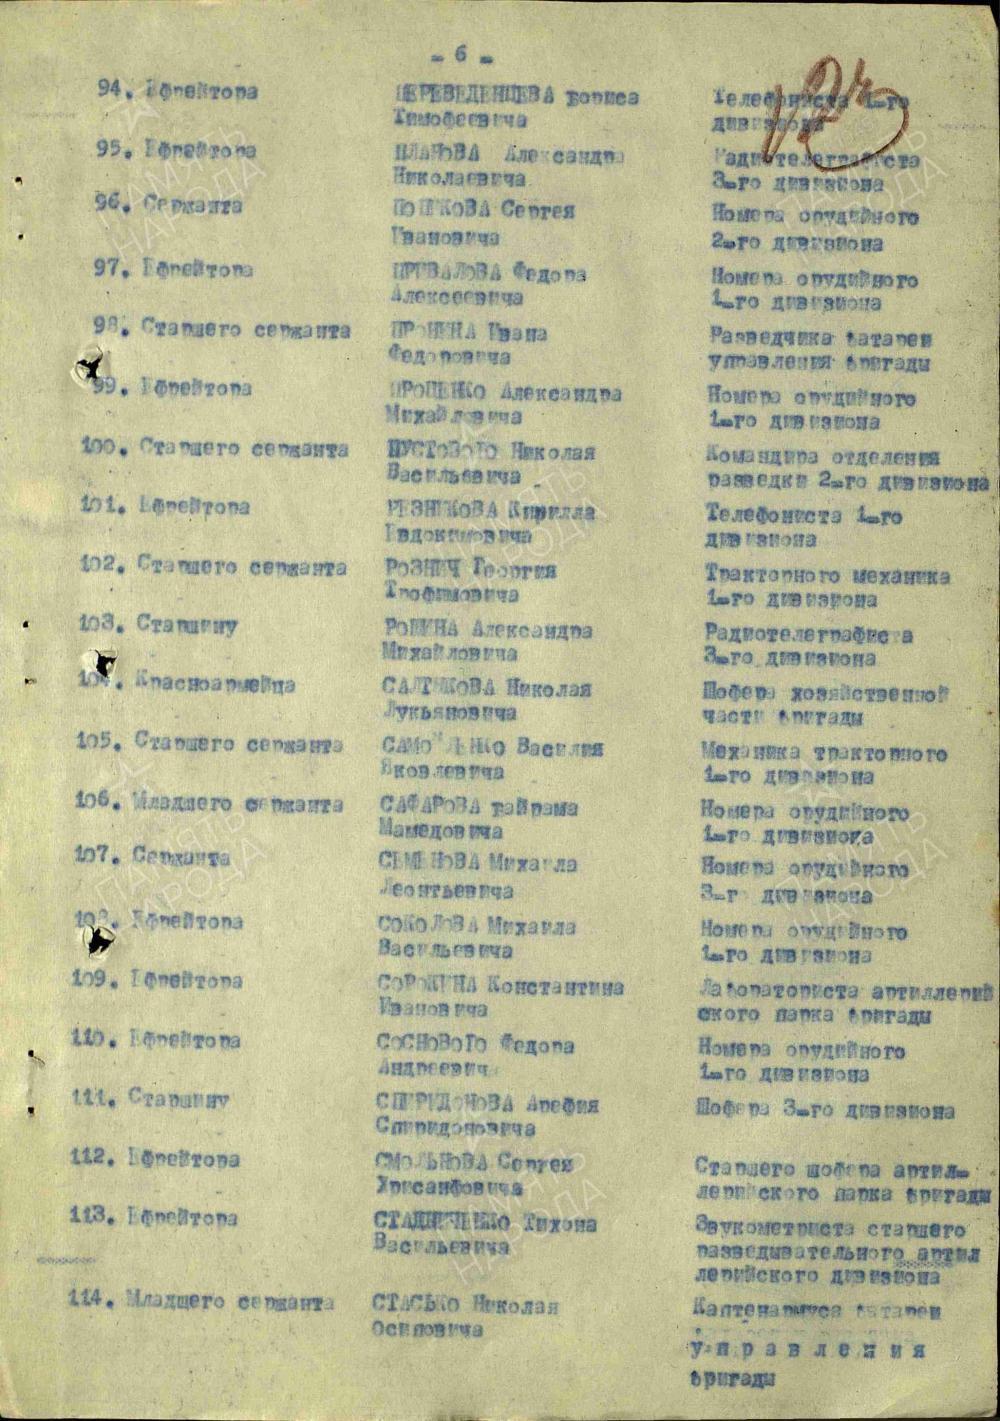 - 6 -
94. Ефрейтора ПЕРЕВЕДЕНЦЕВА Бориса Телефониста 1-го
Тимофеевича дивизиона
95. Ефрейтора ПЛАНОВА Александра Радиотелеграфиста
Николаевича 3-го дивизиона
96. Сержанта Сергея Номера орудийного
Ивановича 2-го дивизиона
97. Ефрейтора ПРИВАЛОВА Федора Номера орудийного
Алексеевича 1-го дивизиона
98. Старшего сержанта ПРОНИНА Ивана Разведчика батареи
Федоровича управления бригады
99. Ефрейтора ПРОЦЕНКО Александра Номера орудийного
Михайловича 1-го дивизиона
100. Старшего сержанта ПУСТОВОГО Николая Командира отделения
Васильевича разведки 2-го дивизиона
101. Ефрейтора РЕЗНИКОВА Кирилла Телефониста 1-го
Евдокимовича дивизиона
102. Старшего сержанта РОЗНИЧ Георгия Тракторного механика
Трофимовича 1-го дивизиона
103. Старшину Александра Радиотелеграфиста
Михайловича 3-го дивизиона
104. Красноармейца САЛТЫКОВА Николая Шофера хозяйственной
Лукьяновича части бригады
105. Старшего сержанта САМОЙЛЕНКО Василия Механика тракторного
Яковлевича 1-го дивизиона
106. Младшего сержанта САФАРОВА Байрама Номера орудийного
Мамедовича 1-го дивизиона
107. Сержанта СЕМЕНОВА Михаила Номера орудийного
Леонтьевича 3-го дивизиона
108. Ефрейтора СОКОЛОВА Михаила Номера орудийного
Васильевича 1-го дивизиона
109. Ефрейтора СОРОКИНА Константина Лабораториста артиллерий
Ивановича ского парка бригады
110. Ефрейтора СОСНОВОГО Федора Номера орудийного
Андреевича 1-го дивизиона
111. Старшину СПИРИДОНОВА Арефия Шофера 3-го дивизиона
Спиридоновича
112. Ефрейтора СМОЛЬНОВА Сергея Старшего шофера артил-
Хрисанфовича лерийского парка бригады
113. Ефрейтора СТАДНИЧЕНКО Тихона Звукометриста старшего
Васильевича разведывательного артил
лерийского дивизиона
114. Младшего сержанта СТАСЬКО Николая Каптенармуса батареи
Осиповича
у п р а в л е н и я
бригады
ПАМЯТЬ
НАРОДА